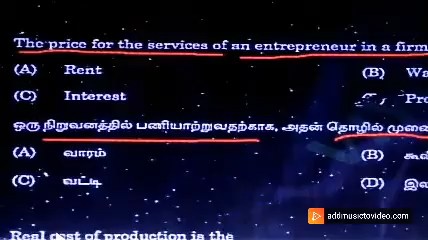 The price for the services of an entrepreneur in a firm
(A) Rent (B) Wa
(C) Interest Pro
ஒரு நிறுவனத்தில் பணியாற்றுவதற்காக, அதன் தொழில் முனை
(A) வாரம் (B) கூ
(C) வட்டி (D) இல
addmusictovideo.com
Real cost of production is the